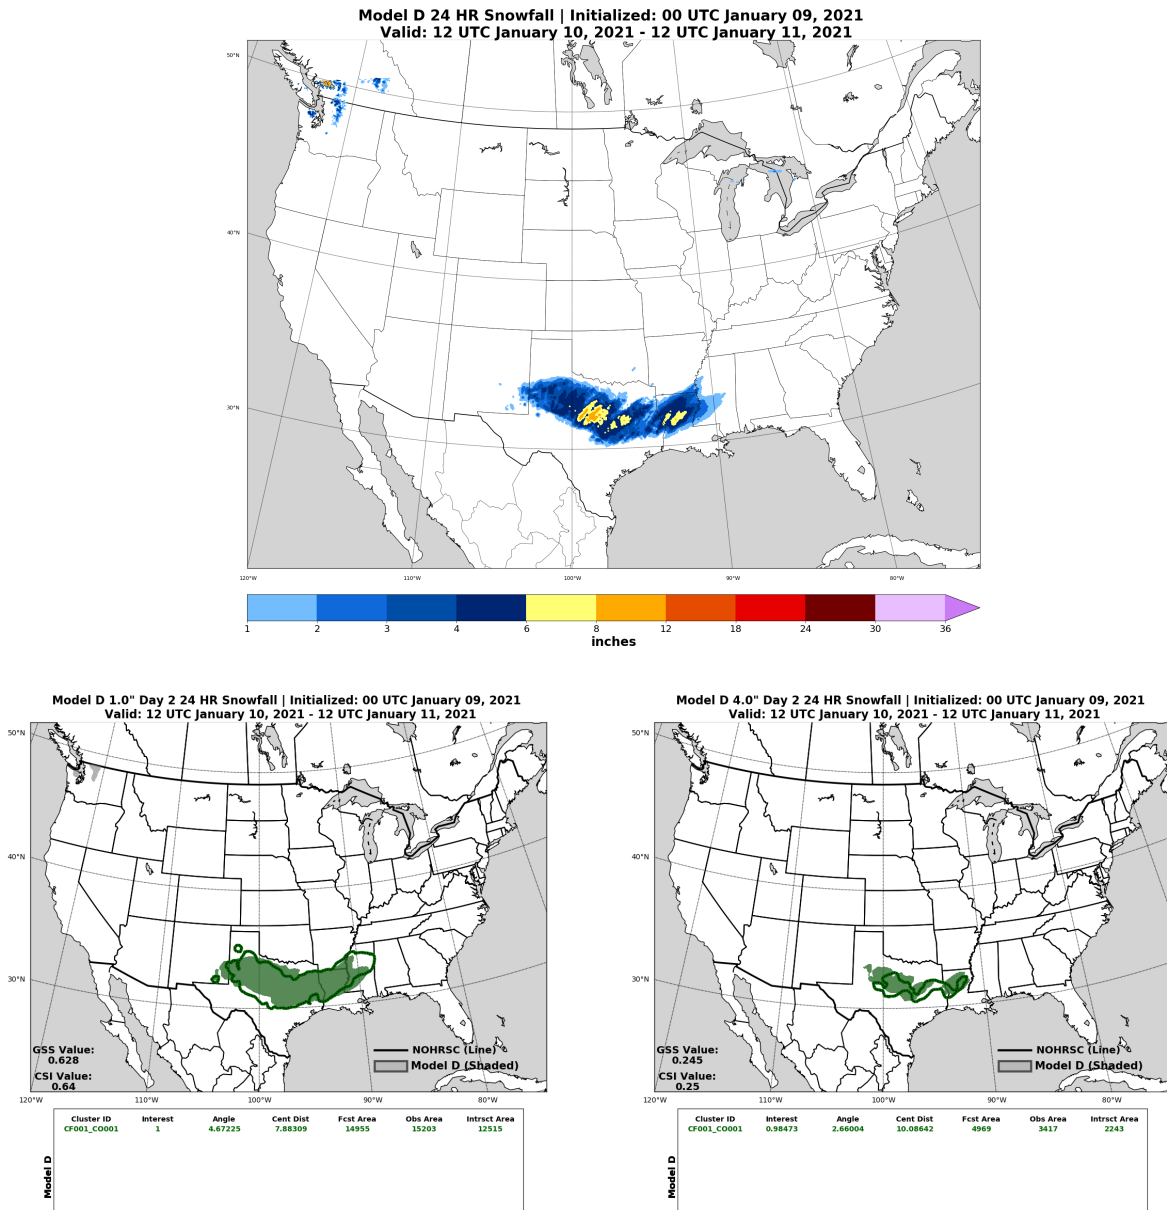 Model D 24 HR Snowfall | Initialized: 00 UTC January 09, 2021
Valid: 12 UTC January 10, 2021 - 12 UTC January 11, 2021
50°N
40°N
30°N
120°W 110°W 100°W 90°W 80°W
1 2 3 4 6 8 12 18 24 30 36
inches
Model D 1.0" Day 2 24 HR Snowfall | Initialized: 00 UTC January 09, 2021
Valid: 12 UTC January 10, 2021 - 12 UTC January 11, 2021
50°N
40°N
30°N
GSS Value:
0.628
CSI Value:
0.64
NOHRSC (Line)
Model D (Shaded)
120°W 110°W 100°W 90°W 80°W
Cluster ID Interest Angle Cent Dist Fcst Area Obs Area Intrsct Area
CF001_CO001 1 4.67225 7.88309 14955 15203 12515
Model D
Model D 4.0" Day 2 24 HR Snowfall | Initialized: 00 UTC January 09, 2021
Valid: 12 UTC January 10, 2021 - 12 UTC January 11, 2021
50°N
40°N
30°N
GSS Value:
0.245
CSI Value:
0.25
NOHRSC (Line)
Model D (Shaded)
120°W 110°W 100°W 90°W 80°W
Cluster ID Interest Angle Cent Dist Fcst Area Obs Area Intrsct Area
CF001_CO001 0.98473 2.66004 10.08642 4969 3417 2243
Model D